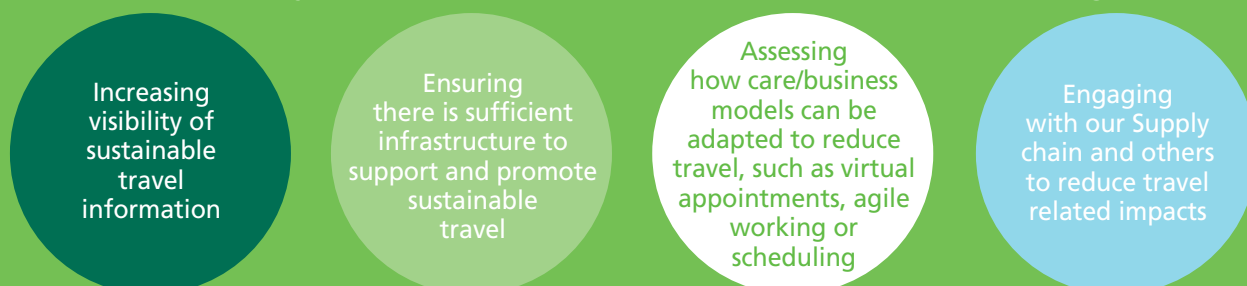 Increasing
visibility of
sustainable
travel
information
Ensuring
there is sufficient
infrastructure to
support and promote
sustainable
travel
Assessing
how care/business
models can be
adapted to reduce
travel, such as virtual
appointments, agile
working or
scheduling
Engaging
with our Supply
chain and others
to reduce travel
related impacts